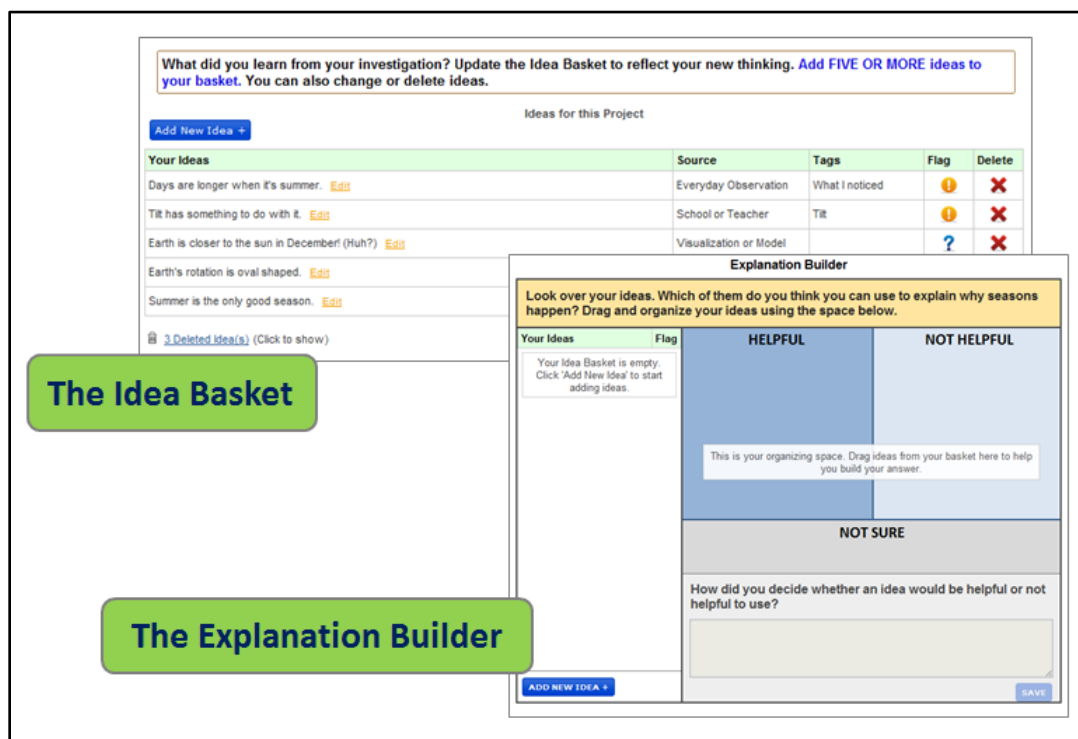 What did you learn from your investigation? Update the Idea Basket to reflect your new thinking. Add FIVE OR MORE ideas to
your basket. You can also change or delete ideas.
Ideas for this Project
Add New Idea +
Your Ideas Source Tags Flag Delete
Days are longer when it's summer. Edit Everyday Observation What I noticed
Tilt has something to do with it. Edit School or Teacher Tilt
Earth is closer to the sun in December! (Huh?) Edit Visualization or Model
Earth's rotation is oval shaped. Edit
Summer is the only good season. Edit
3 Deleted Idea(s) (Click to show)
The Idea Basket
Explanation Builder
Look over your ideas. Which of them do you think you can use to explain why seasons
happen? Drag and organize your ideas using the space below.
Your Ideas Flag
Your Idea Basket is empty.
Click 'Add New Idea' to start
adding ideas.
HELPFUL
NOT HELPFUL
This is your organizing space. Drag ideas from your basket here to help
you build your answer.
NOT SURE
How did you decide whether an idea would be helpful or not
helpful to use?
ADD NEW IDEA +
SAVE
The Explanation Builder